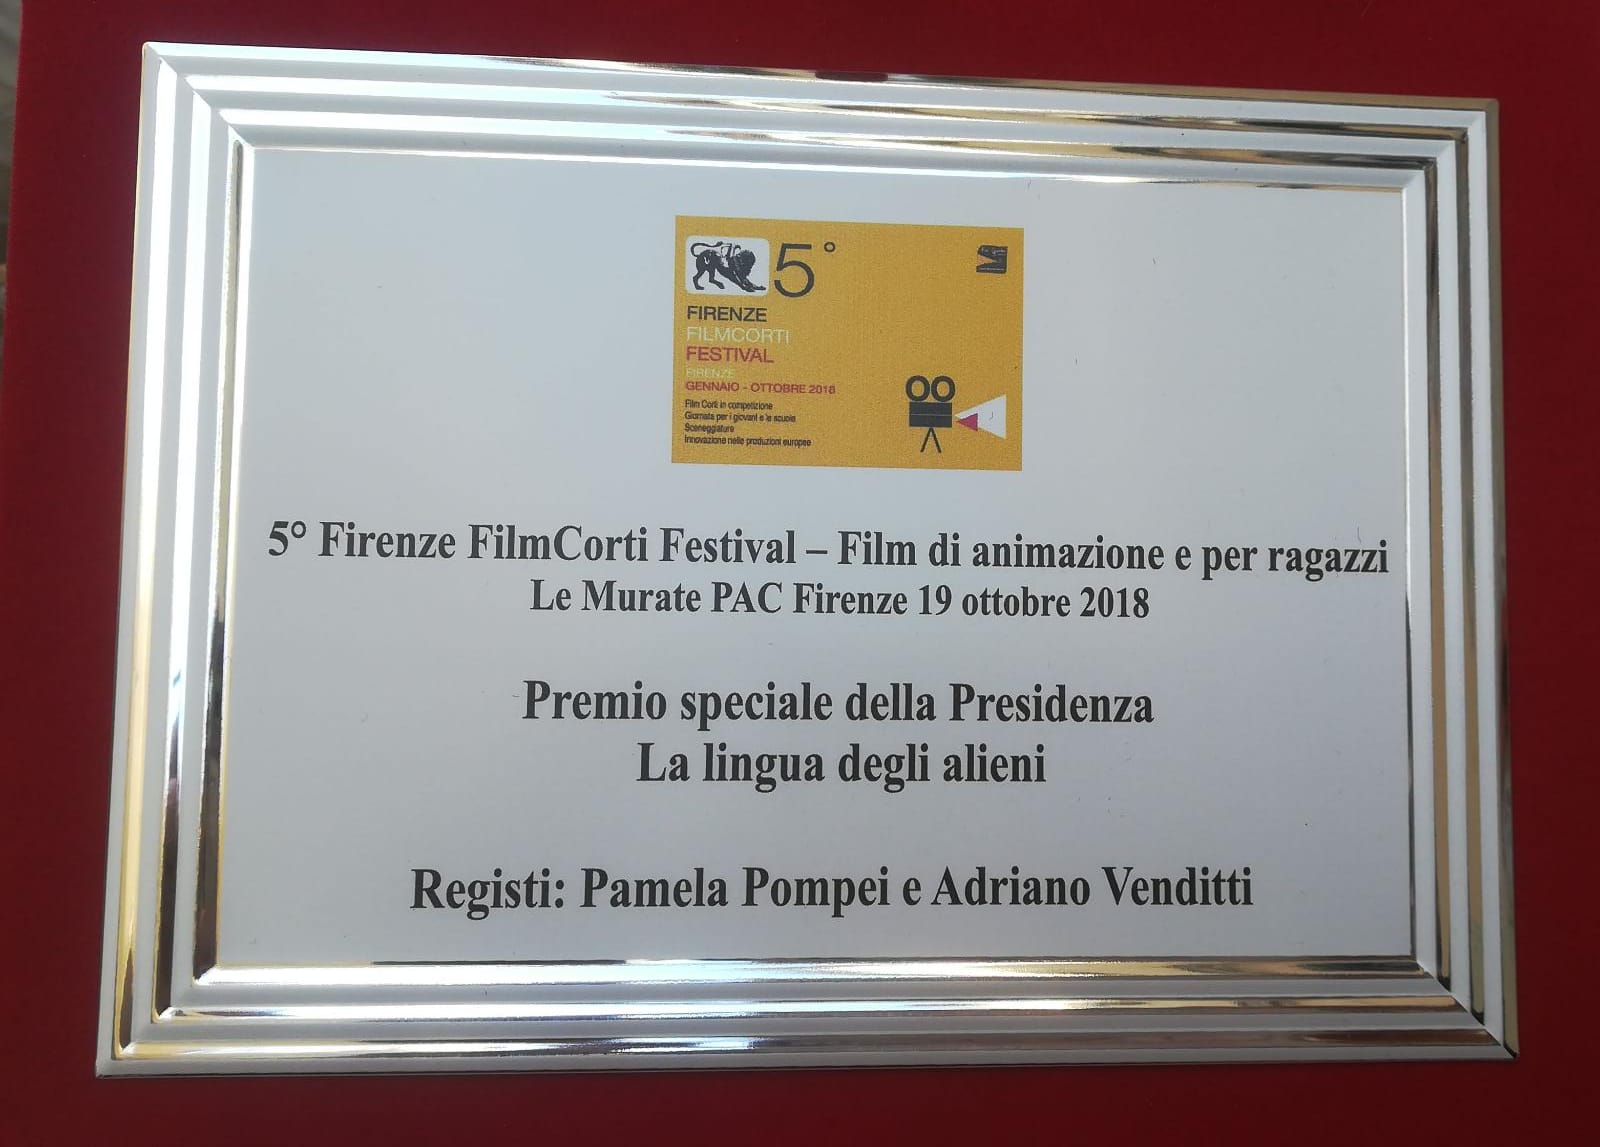 5°
FIRENZE
FILMCORTI
FESTIVAL
FIRENZE
GENNAIO - OTTOBRE 2018
Film Corti in competizione
Giornata per i giovani e le scuole
Sceneggiature
Innovazione nelle produzioni europee
5° Firenze FilmCorti Festival – Film di animazione e per ragazzi
Le Murate PAC Firenze 19 ottobre 2018
Premio speciale della Presidenza
La lingua degli alieni
Registi: Pamela Pompei e Adriano Venditti